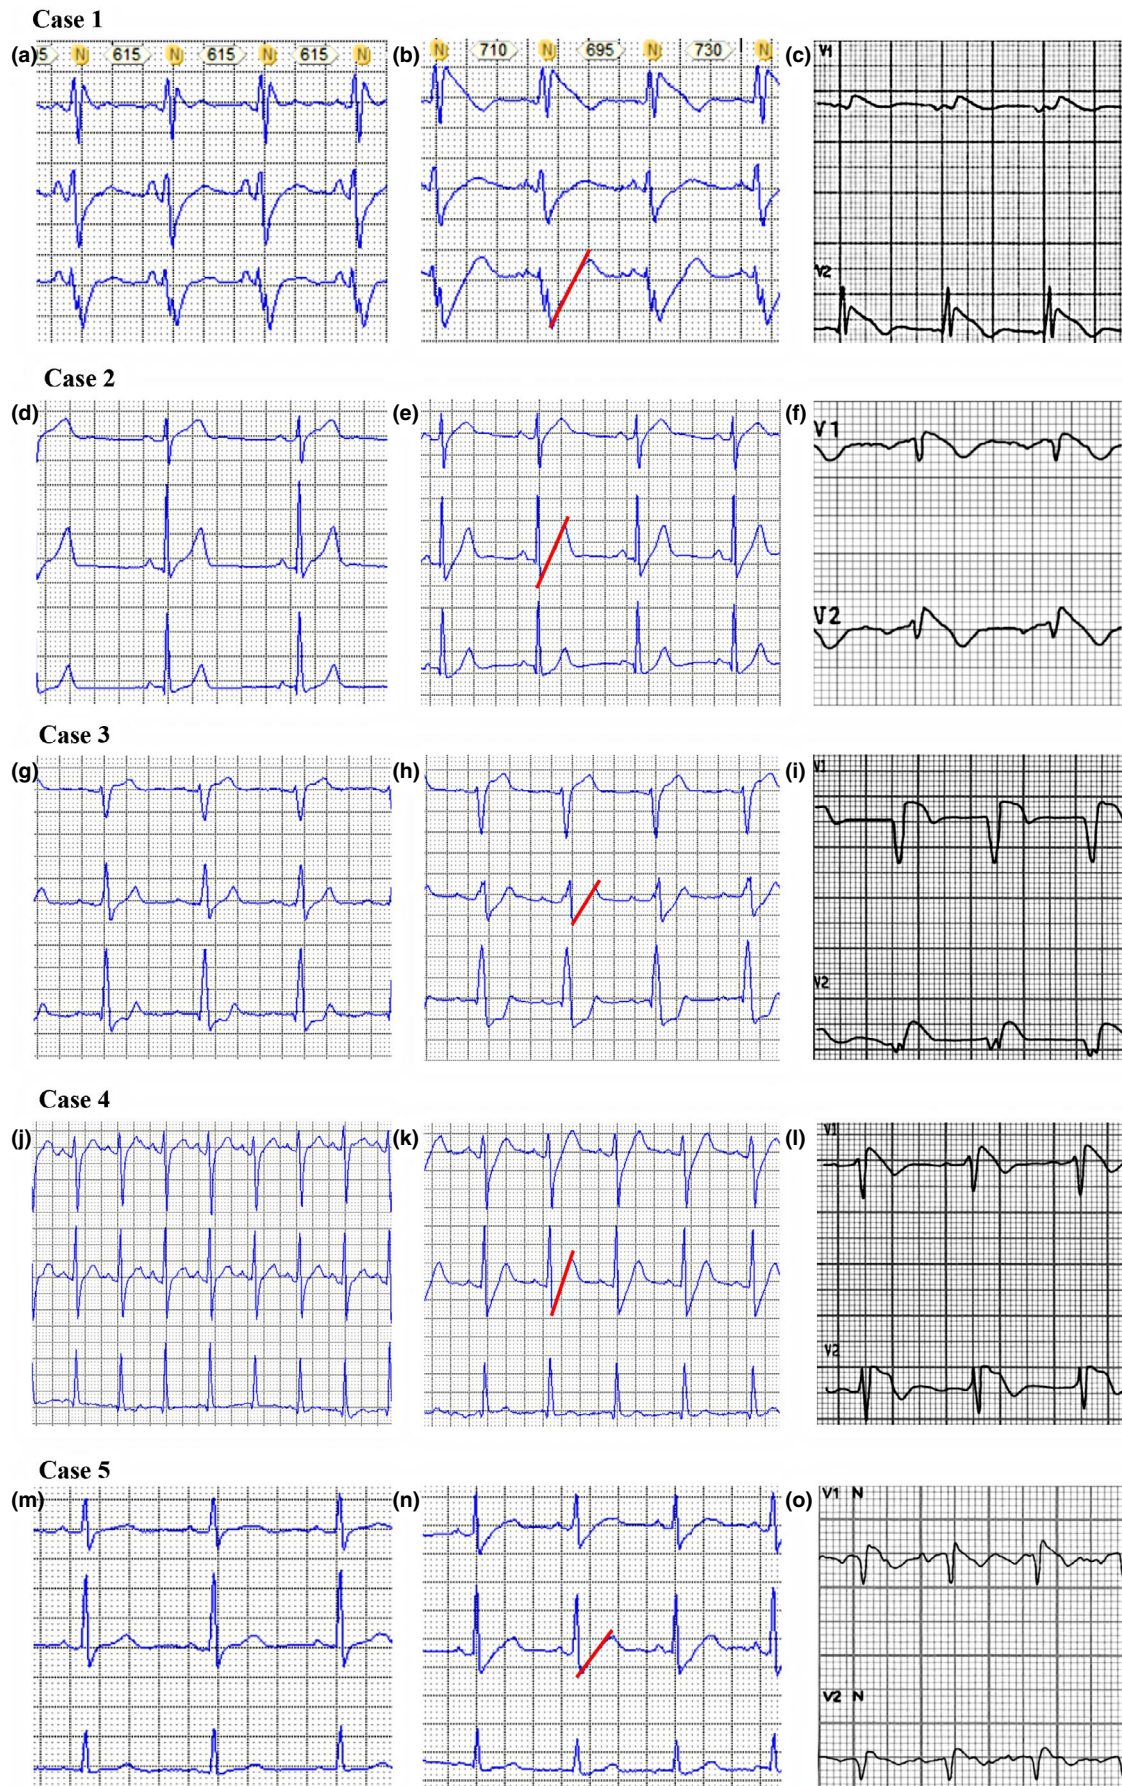 Case 1
(a) 5 N 615 N 615 N 615 N
(b) N 710 N 695 N 730 N
(c) V1
V2
Case 2
(d)
(e)
(f) V1
V2
Case 3
(g)
(h)
(i) V1
V2
Case 4
(j)
(k)
(l) V1
V2
Case 5
(m)
(n)
(o) V1 N
V2 N